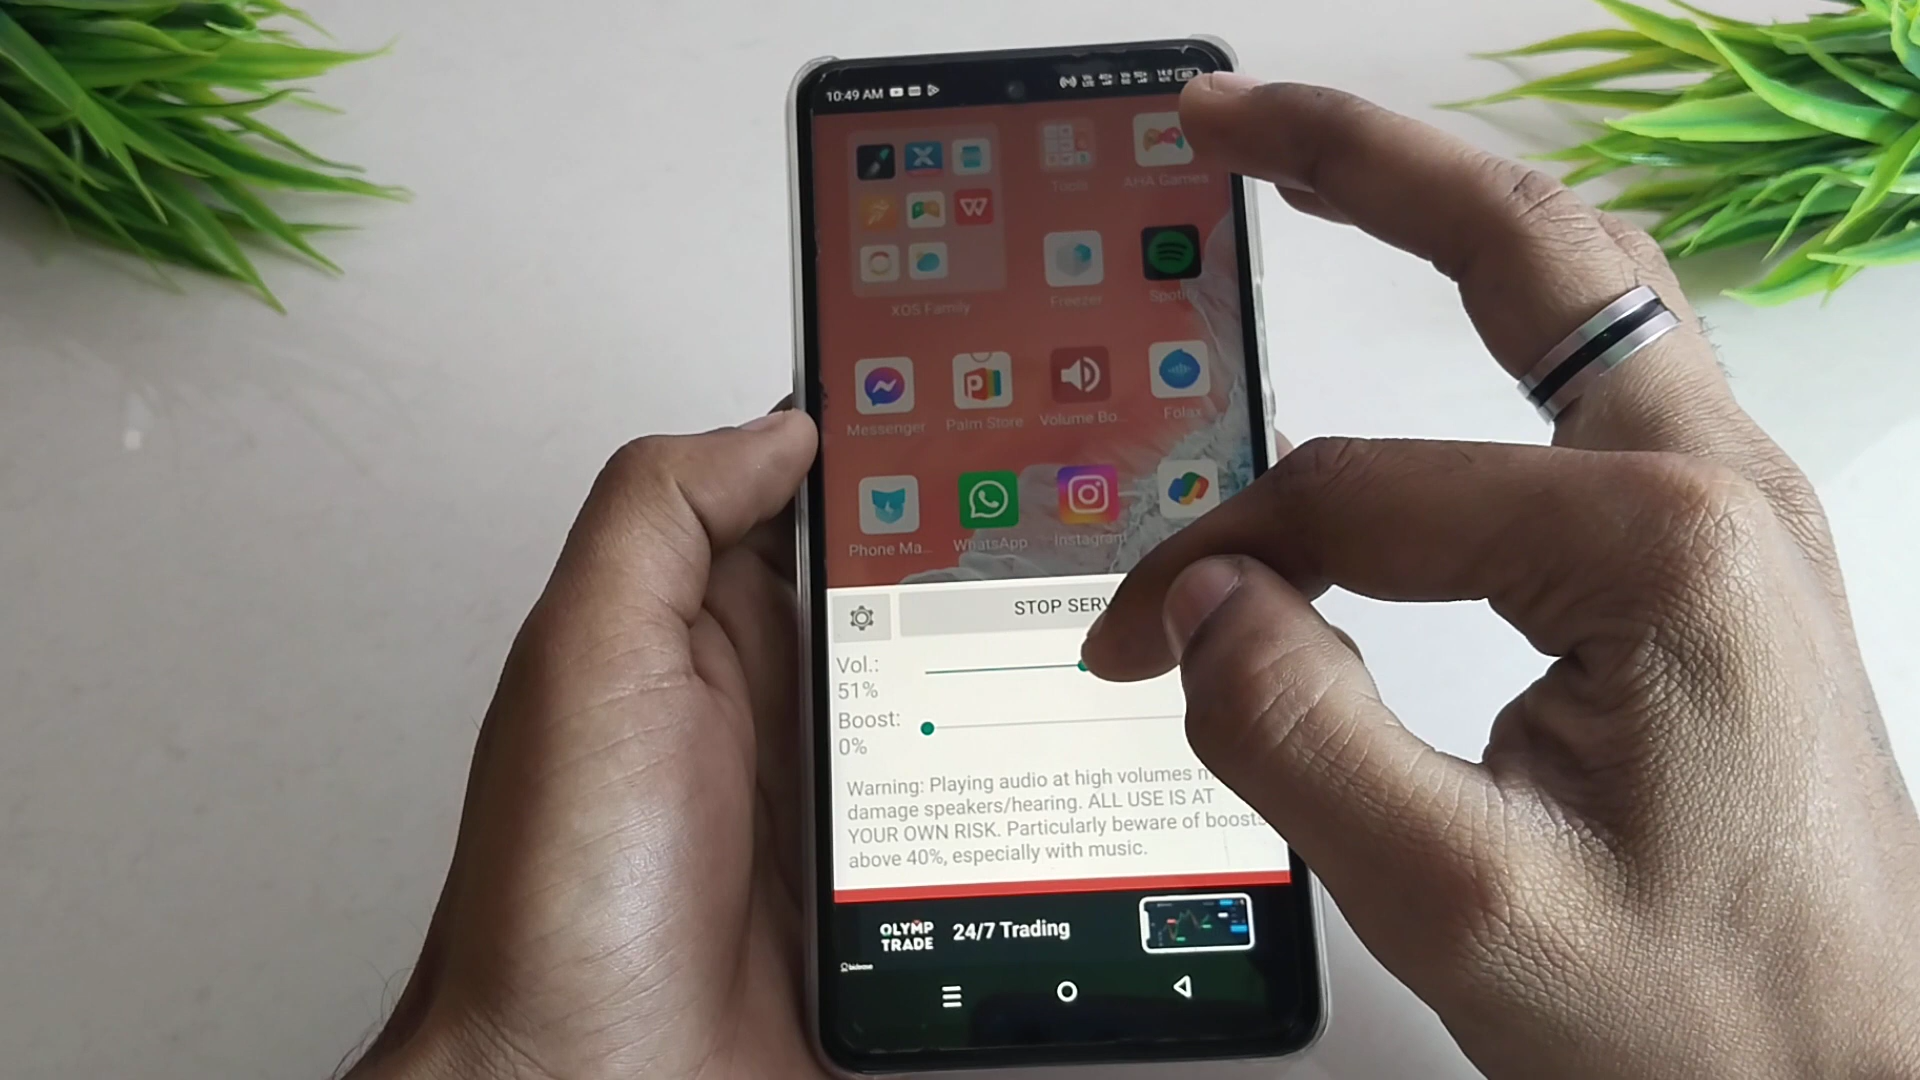 10:49 AM
Tools
AHA Games
XOS Family
Freezer
Spotify
Messenger
Palm Store
Volume Bo...
Folax
Phone Ma...
WhatsApp
Instagram
STOP SERV
Vol.:
51%
Boost:
0%
Warning: Playing audio at high volumes m
damage speakers/hearing. ALL USE IS AT
YOUR OWN RISK. Particularly beware of boosts
above 40%, especially with music.
OLYMP
TRADE
24/7 Trading